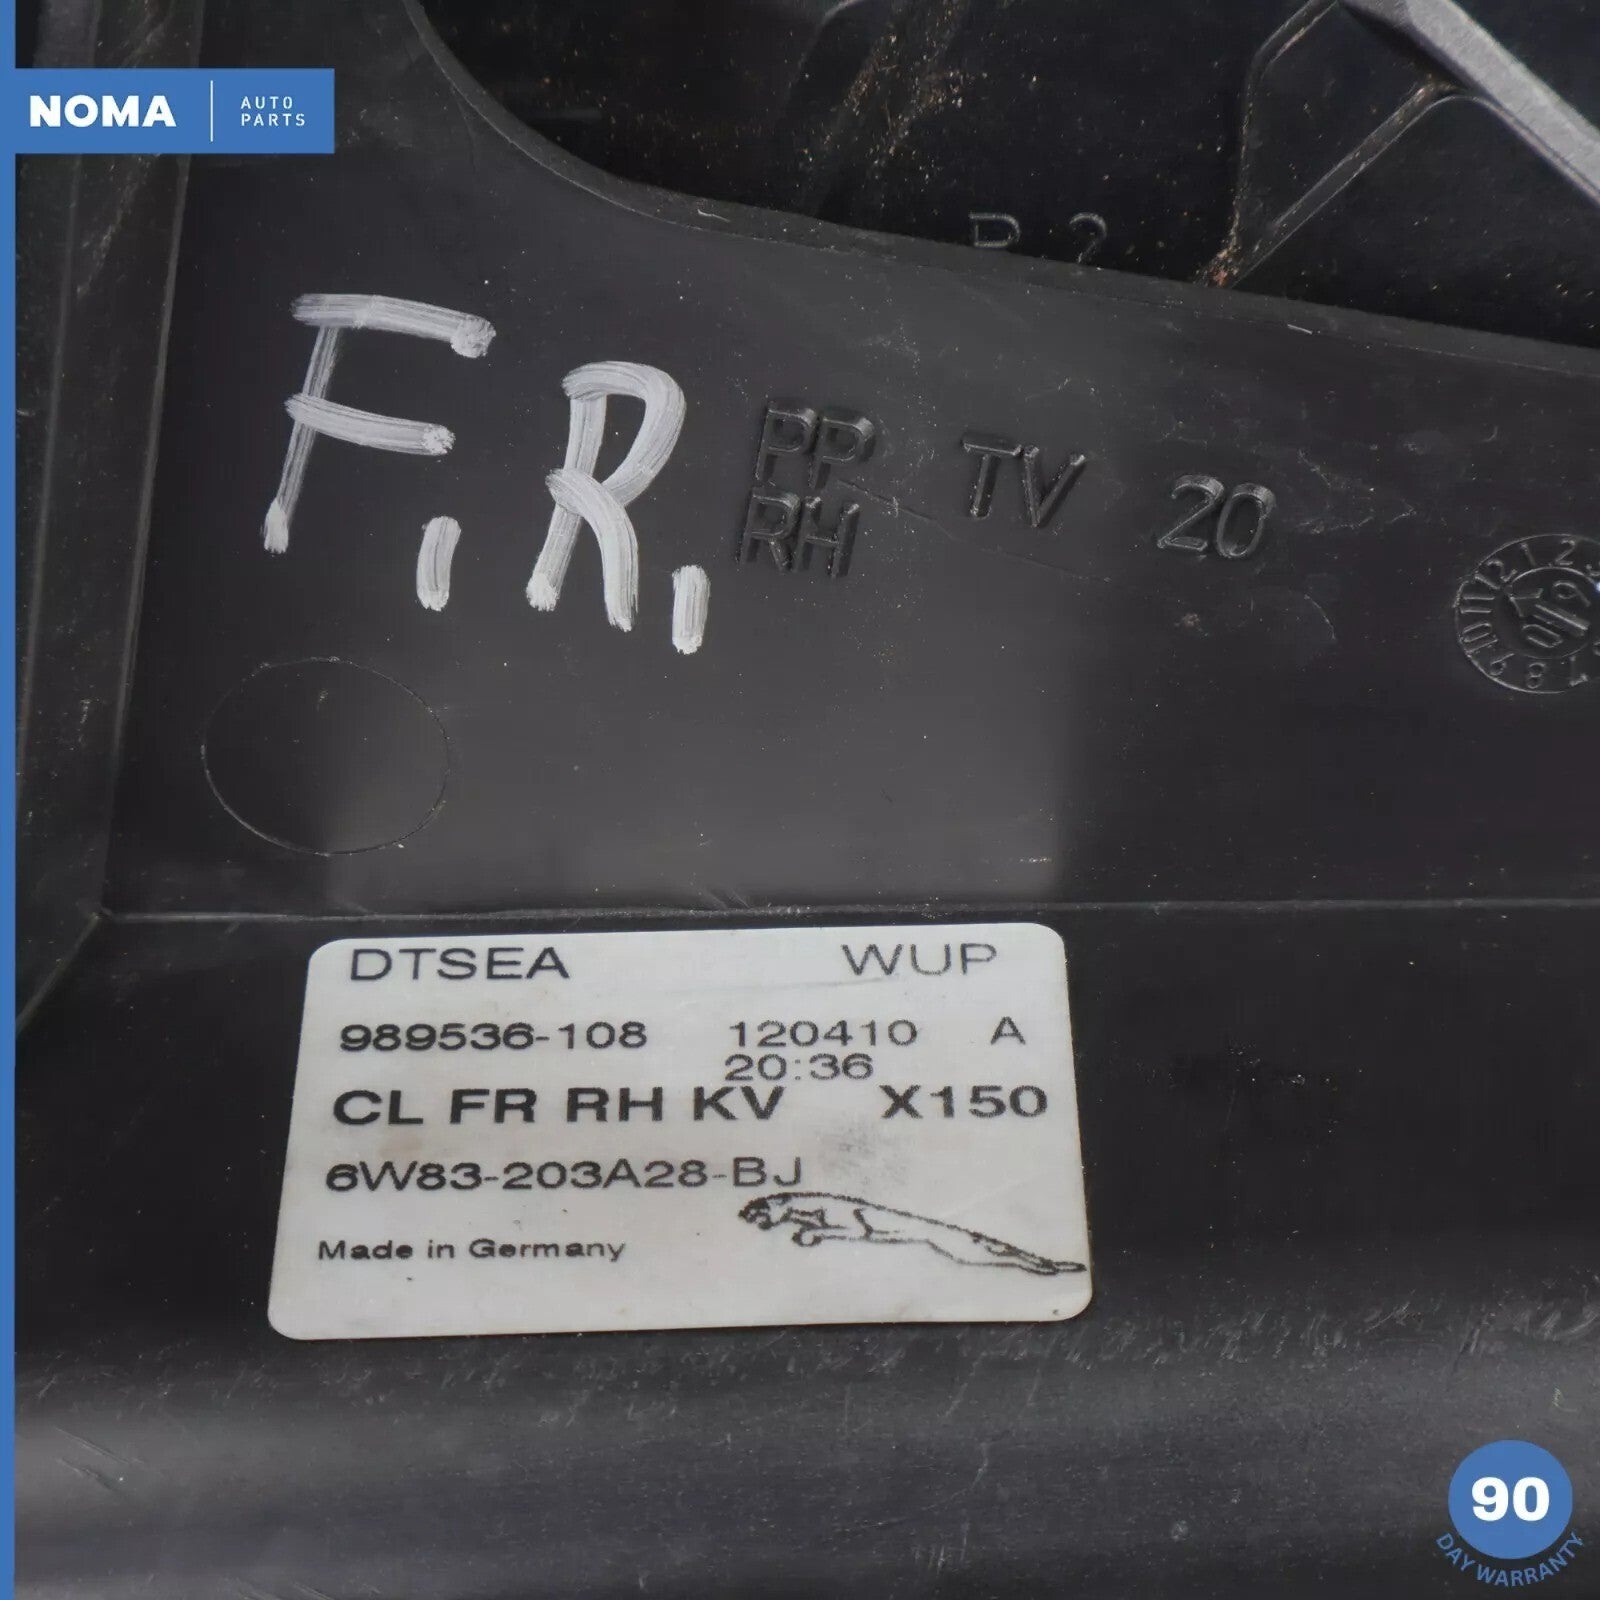 NOMA AUTO PARTS
F.R.
PP TV 20
RH
DTSEA WUP
989536-108 120410 A
20:36
CL FR RH KV X150
6W83-203A28-BJ
Made in Germany
90
DAY WARRANTY